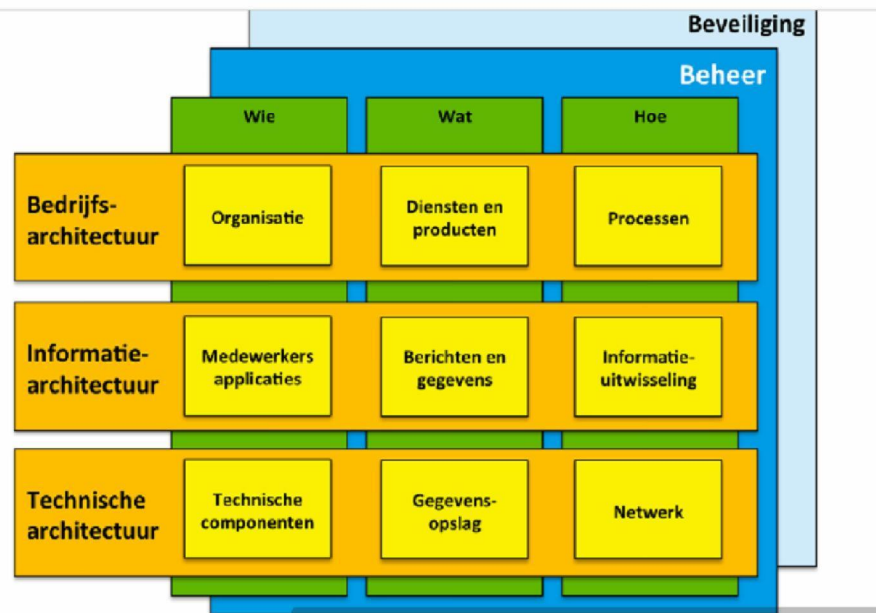 Beveiliging
Beheer
Wie
Wat
Hoe
Bedrijfs-
architectuur
Organisatie
Diensten en
producten
Processen
Informatie-
architectuur
Medewerkers
applicaties
Berichten en
gegevens
Informatie-
uitwisseling
Technische
architectuur
Technische
componenten
Gegevens-
opslag
Netwerk